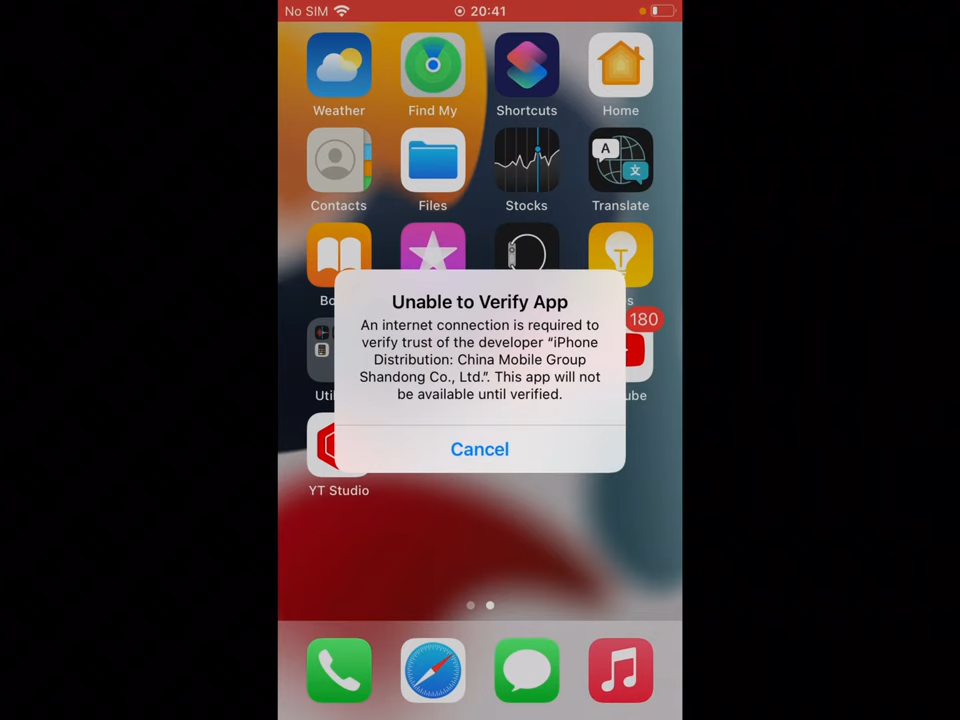 No SIM 20:41
Weather Find My Shortcuts Home
A
文
Contacts Files Stocks Translate
Bo s
180
Uti ube
YT Studio
Unable to Verify App
An internet connection is required to
verify trust of the developer “iPhone
Distribution: China Mobile Group
Shandong Co., Ltd.”. This app will not
be available until verified.
Cancel